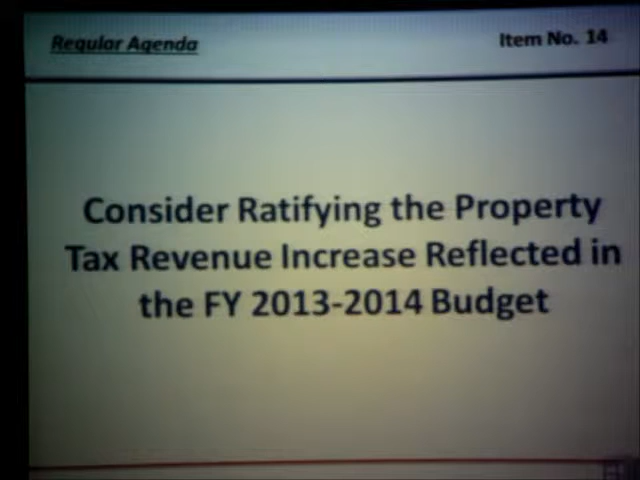 Regular Agenda
Item No. 14
Consider Ratifying the Property
Tax Revenue Increase Reflected in
the FY 2013-2014 Budget